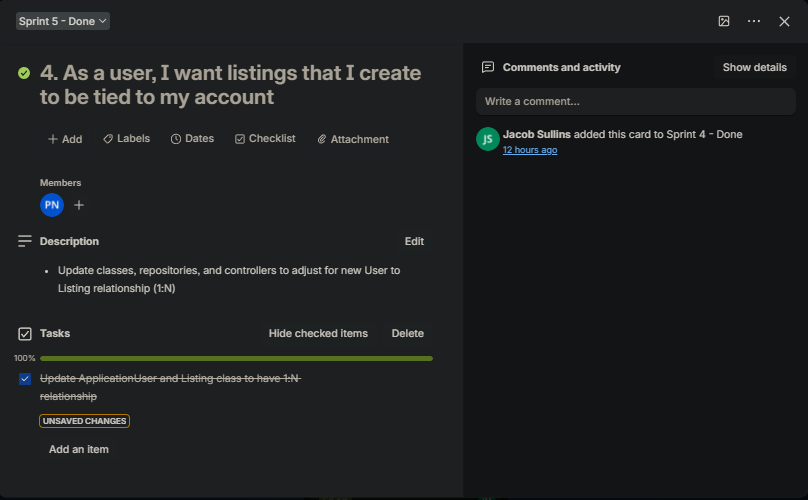 Sprint 5 - Done
4. As a user, I want listings that I create
to be tied to my account
Add
Labels
Dates
Checklist
Attachment
Members
PN
Description
Edit
Update classes, repositories, and controllers to adjust for new User to
Listing relationship (1:N)
Tasks
Hide checked items
Delete
100%
Update ApplicationUser and Listing class to have 1:N
relationship
UNSAVED CHANGES
Add an item
Comments and activity
Show details
Write a comment...
JS
Jacob Sullins added this card to Sprint 4 - Done
12 hours ago